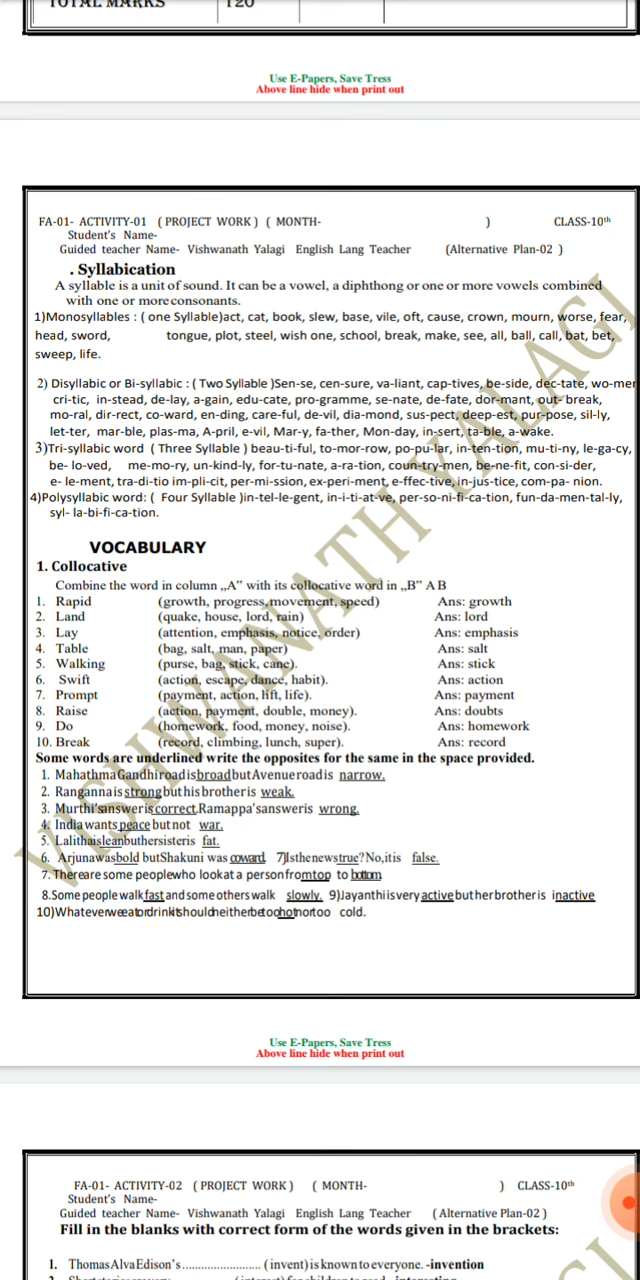 TOTAL MARKS 120
Use E-Papers, Save Tress
Above line hide when print out
FA-01- ACTIVITY-01 ( PROJECT WORK ) ( MONTH- ) CLASS-10th
Student's Name-
Guided teacher Name- Vishwanath Yalagi English Lang Teacher (Alternative Plan-02 )
. Syllabication
A syllable is a unit of sound. It can be a vowel, a diphthong or one or more vowels combined
with one or more consonants.
1)Monosyllables : ( one Syllable)act, cat, book, slew, base, vile, oft, cause, crown, mourn, worse, fear,
head, sword, tongue, plot, steel, wish one, school, break, make, see, all, ball, call, bat, bet,
sweep, life.
2) Disyllabic or Bi-syllabic : ( Two Syllable )Sen-se, cen-sure, va-liant, cap-tives, be-side, dec-tate, wo-men
cri-tic, in-stead, de-lay, a-gain, edu-cate, pro-gramme, se-nate, de-fate, dor-mant, out- break,
mo-ral, dir-rect, co-ward, en-ding, care-ful, de-vil, dia-mond, sus-pect, deep-est, pur-pose, sil-ly,
let-ter, mar-ble, plas-ma, A-pril, e-vil, Mar-y, fa-ther, Mon-day, in-sert, ta-ble, a-wake.
3)Tri-syllabic word ( Three Syllable ) beau-ti-ful, to-mor-row, po-pu-lar, in-ten-tion, mu-ti-ny, le-ga-cy,
be- lo-ved, me-mo-ry, un-kind-ly, for-tu-nate, a-ra-tion, coun-try-men, be-ne-fit, con-si-der,
e- le-ment, tra-di-tio im-pli-cit, per-mi-ssion, ex-peri-ment, e-ffec-tive, in-jus-tice, com-pa- nion.
4)Polysyllabic word: ( Four Syllable )in-tel-le-gent, in-i-ti-at-ve, per-so-ni-fi-ca-tion, fun-da-men-tal-ly,
syl- la-bi-fi-ca-tion.
VOCABULARY
1. Collocative
Combine the word in column „A" with its collocative word in „B" A B
1. Rapid (growth, progress,movement, speed) Ans: growth
2. Land (quake, house, lord, rain) Ans: lord
3. Lay (attention, emphasis, notice, order) Ans: emphasis
4. Table (bag, salt, man, paper) Ans: salt
5. Walking (purse, bag, stick, cane). Ans: stick
6. Swift (action, escape, dance, habit). Ans: action
7. Prompt (payment, action, lift, life). Ans: payment
8. Raise (action, payment, double, money). Ans: doubts
9. Do (homework, food, money, noise). Ans: homework
10. Break (record, climbing, lunch, super). Ans: record
Some words are underlined write the opposites for the same in the space provided.
1. MahathmaGandhiroadisbroadbutAvenueroadis narrow.
2. Rangannaisstrongbuthisbrotheris weak.
3. Murthi'sansweriscorrect.Ramappa'sansweris wrong.
4. Indiawantspeacebutnot war.
5. Lalithaisleanbuthersisteris fat.
6. Arjunawasbold butShakuni was coward. 7)Isthenewstrue?No,itis false.
7. Thereare some peoplewho lookat a personfromtop to bottom.
8.Some peoplewalkfastandsome otherswalk slowly. 9)Jayanthiisveryactivebutherbrotheris inactive
10)Whateverweeatordrinkitshouldneitherbetoohotnortoo cold.
Use E-Papers, Save Tress
Above line hide when print out
FA-01- ACTIVITY-02 ( PROJECT WORK ) ( MONTH- ) CLASS-10th
Student's Name-
Guided teacher Name- Vishwanath Yalagi English Lang Teacher ( Alternative Plan-02 )
Fill in the blanks with correct form of the words given in the brackets:
1. ThomasAlvaEdison's........................ (invent)isknowntoeveryone. -invention
VISHWANATH YALAGI